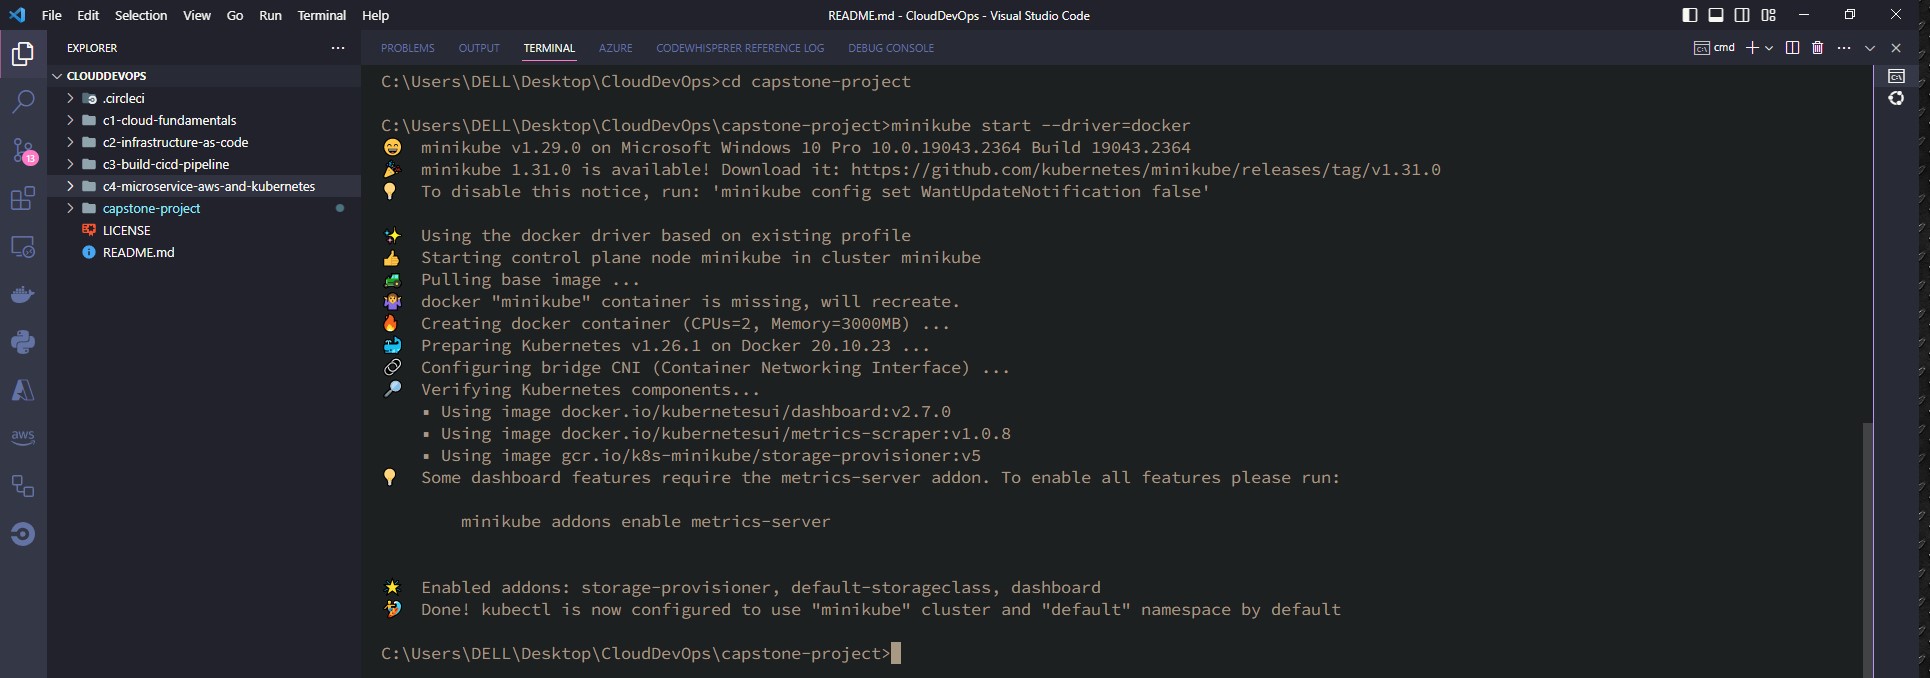 File Edit Selection View Go Run Terminal Help
README.md - CloudDevOps - Visual Studio Code
EXPLORER
CLOUDDEVOPS
.circleci
c1-cloud-fundamentals
c2-infrastructure-as-code
c3-build-cicd-pipeline
c4-microservice-aws-and-kubernetes
capstone-project
LICENSE
README.md
13
aws
PROBLEMS OUTPUT TERMINAL AZURE CODEWHISPERER REFERENCE LOG DEBUG CONSOLE
cmd
C:\Users\DELL\Desktop\CloudDevOps>cd capstone-project
C:\Users\DELL\Desktop\CloudDevOps\capstone-project>minikube start --driver=docker
minikube v1.29.0 on Microsoft Windows 10 Pro 10.0.19043.2364 Build 19043.2364
minikube 1.31.0 is available! Download it: https://github.com/kubernetes/minikube/releases/tag/v1.31.0
To disable this notice, run: 'minikube config set WantUpdateNotification false'
Using the docker driver based on existing profile
Starting control plane node minikube in cluster minikube
Pulling base image ...
docker "minikube" container is missing, will recreate.
Creating docker container (CPUs=2, Memory=3000MB) ...
Preparing Kubernetes v1.26.1 on Docker 20.10.23 ...
Configuring bridge CNI (Container Networking Interface) ...
Verifying Kubernetes components...
▪ Using image docker.io/kubernetesui/dashboard:v2.7.0
▪ Using image docker.io/kubernetesui/metrics-scraper:v1.0.8
▪ Using image gcr.io/k8s-minikube/storage-provisioner:v5
Some dashboard features require the metrics-server addon. To enable all features please run:
minikube addons enable metrics-server
Enabled addons: storage-provisioner, default-storageclass, dashboard
Done! kubectl is now configured to use "minikube" cluster and "default" namespace by default
C:\Users\DELL\Desktop\CloudDevOps\capstone-project>